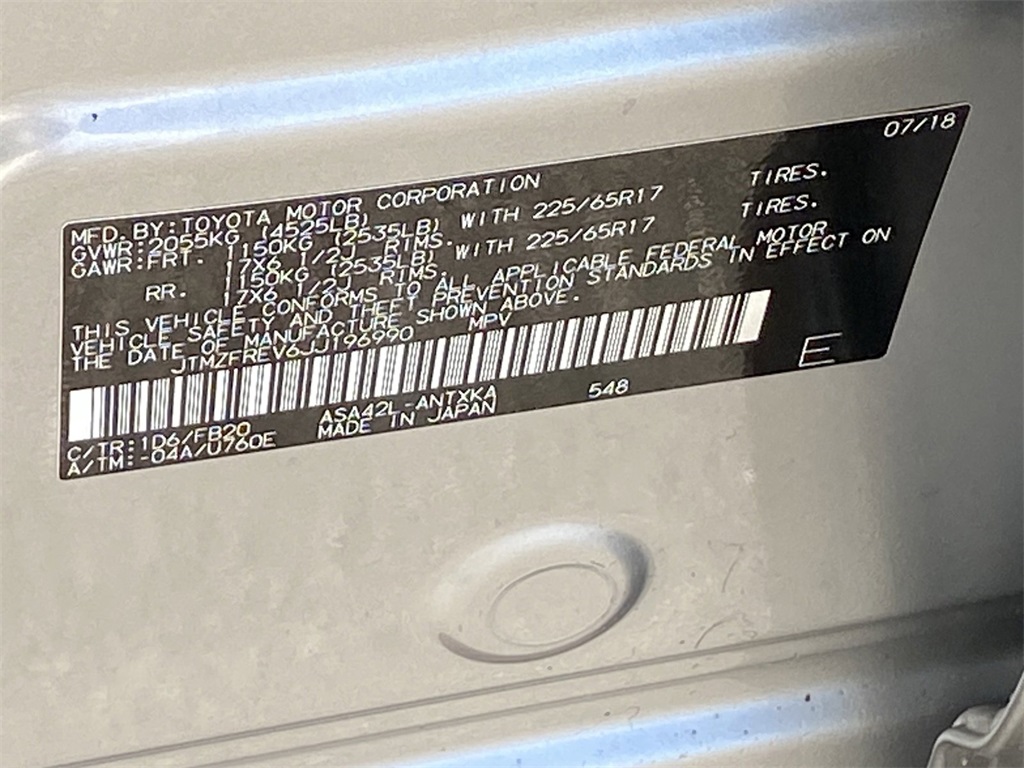 07/18
MFD.BY:TOYOTA MOTOR CORPORATION
GVWR:2055KG (4525LB)
GAWR:FRT. 1150KG (2535LB) WITH 225/65R17 TIRES.
17X6 1/2J RIMS.
RR. 1150KG (2535LB) WITH 225/65R17 TIRES.
17X6 1/2J RIMS.
THIS VEHICLE CONFORMS TO ALL APPLICABLE FEDERAL MOTOR
VEHICLE SAFETY AND THEFT PREVENTION STANDARDS IN EFFECT ON
THE DATE OF MANUFACTURE SHOWN ABOVE.
JTMZFREV6JJ196990 MPV
E
C/TR:1D6/FB20 ASA42L-ANTXKA 548
A/TM:-04A/U760E MADE IN JAPAN